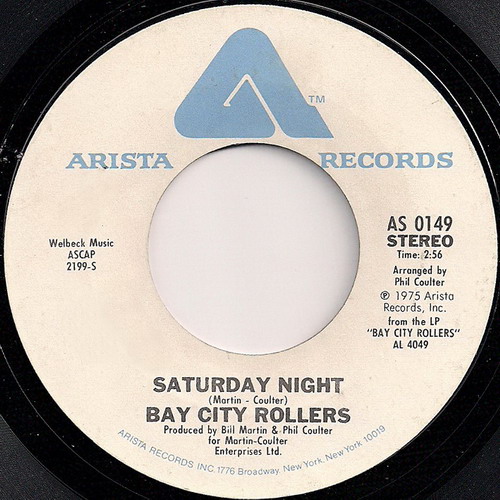 TM
ARISTA RECORDS
Welbeck Music
ASCAP
2199-S
AS 0149
STEREO
Time: 2:56
Arranged by
Phil Coulter
℗ 1975 Arista
Records, Inc.
from the LP
"BAY CITY ROLLERS"
AL 4049
SATURDAY NIGHT
(Martin - Coulter)
BAY CITY ROLLERS
Produced by Bill Martin & Phil Coulter
for Martin-Coulter
Enterprises Ltd.
ARISTA RECORDS INC. 1776 Broadway, New York, New York 10019